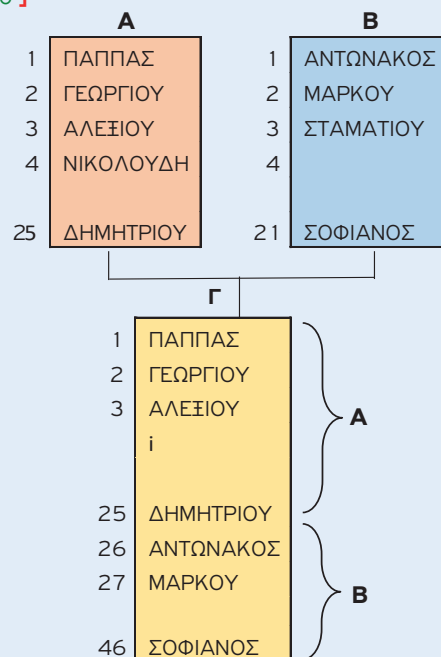 Α
1 ΠΑΠΠΑΣ
2 ΓΕΩΡΓΙΟΥ
3 ΑΛΕΞΙΟΥ
4 ΝΙΚΟΛΟΥΔΗ
25 ΔΗΜΗΤΡΙΟΥ
Β
1 ΑΝΤΩΝΑΚΟΣ
2 ΜΑΡΚΟΥ
3 ΣΤΑΜΑΤΙΟΥ
4
21 ΣΟΦΙΑΝΟΣ
Γ
1 ΠΑΠΠΑΣ
2 ΓΕΩΡΓΙΟΥ
3 ΑΛΕΞΙΟΥ
i
25 ΔΗΜΗΤΡΙΟΥ
26 ΑΝΤΩΝΑΚΟΣ
27 ΜΑΡΚΟΥ
46 ΣΟΦΙΑΝΟΣ
Α
Β